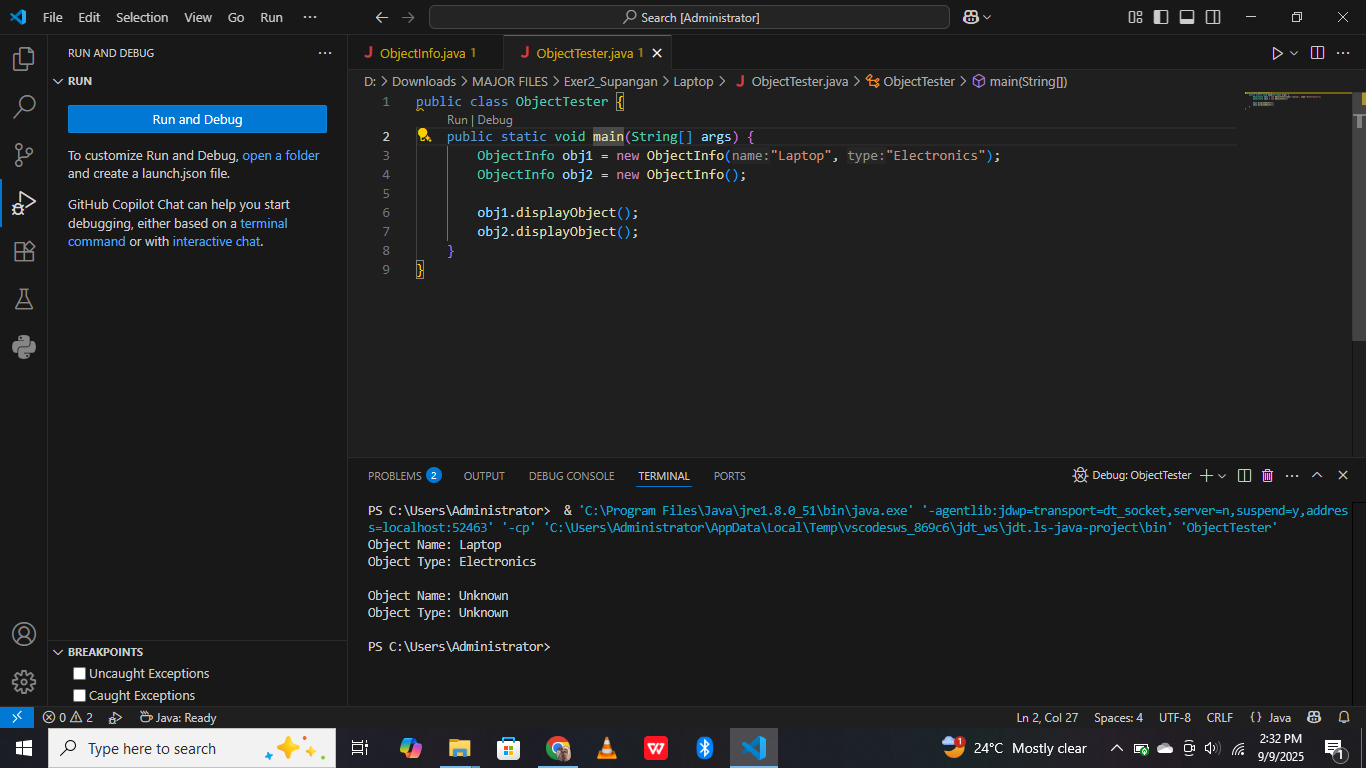 File Edit Selection View Go Run ···
Search [Administrator]
RUN AND DEBUG ···
RUN
Run and Debug
To customize Run and Debug, open a folder
and create a launch.json file.
GitHub Copilot Chat can help you start
debugging, either based on a terminal
command or with interactive chat.
BREAKPOINTS
Uncaught Exceptions
Caught Exceptions
ObjectInfo.java 1
ObjectTester.java 1
D: > Downloads > MAJOR FILES > Exer2_Supangan > Laptop > ObjectTester.java > ObjectTester > main(String[])
1 public class ObjectTester {
Run | Debug
2 public static void main(String[] args) {
3 ObjectInfo obj1 = new ObjectInfo(name:"Laptop", type:"Electronics");
4 ObjectInfo obj2 = new ObjectInfo();
5
6 obj1.displayObject();
7 obj2.displayObject();
8 }
9 }
PROBLEMS 2 OUTPUT DEBUG CONSOLE TERMINAL PORTS
Debug: ObjectTester
PS C:\Users\Administrator>  & 'C:\Program Files\Java\jre1.8.0_51\bin\java.exe' '-agentlib:jdwp=transport=dt_socket,server=n,suspend=y,addres
s=localhost:52463' '-cp' 'C:\Users\Administrator\AppData\Local\Temp\vscodesws_869c6\jdt_ws\jdt.ls-java-project\bin' 'ObjectTester'
Object Name: Laptop
Object Type: Electronics
Object Name: Unknown
Object Type: Unknown
PS C:\Users\Administrator>
0 2 Java: Ready
Ln 2, Col 27 Spaces: 4 UTF-8 CRLF {} Java
Type here to search
1 24°C Mostly clear
2:32 PM
9/9/2025
1